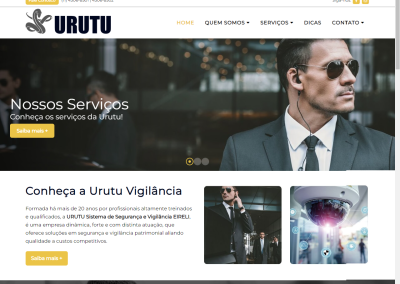 URUTU
HOME QUEM SOMOS SERVIÇOS DICAS CONTATO
Nossos Serviços
Conheça os serviços da Urutu!
Saiba mais +
Conheça a Urutu Vigilância
Formada há mais de 20 anos por profissionais altamente treinados
e qualificados, a URUTU Sistema de Segurança e Vigilância EIRELI,
é uma empresa dinâmica, forte e com distinta atuação, que
oferece soluções em segurança e vigilância patrimonial aliando
qualidade a custos competitivos.
Saiba mais +